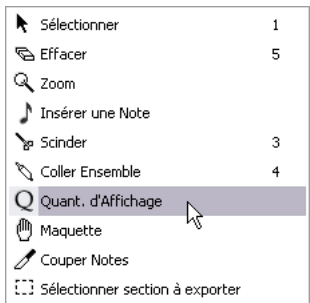 Sélectionner 1
Effacer 5
Zoom
Insérer une Note
Scinder 3
Coller Ensemble 4
Q Quant. d'Affichage
Maquette
Couper Notes
Sélectionner section à exporter